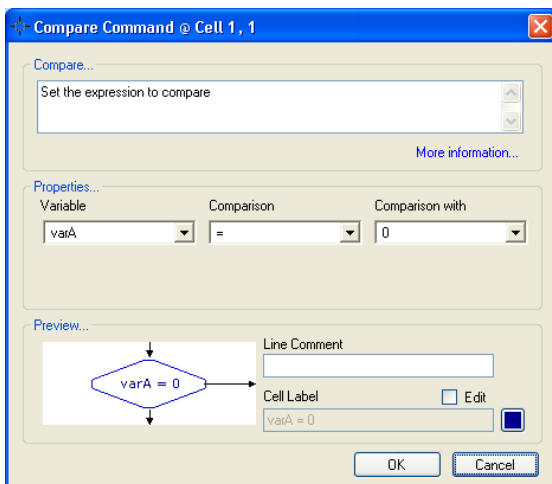 Compare Command @ Cell 1 , 1
Compare...
Set the expression to compare
More information...
Properties...
Variable Comparison Comparison with
varA = 0
Preview...
varA = 0
Line Comment
Cell Label Edit
varA = 0
OK Cancel